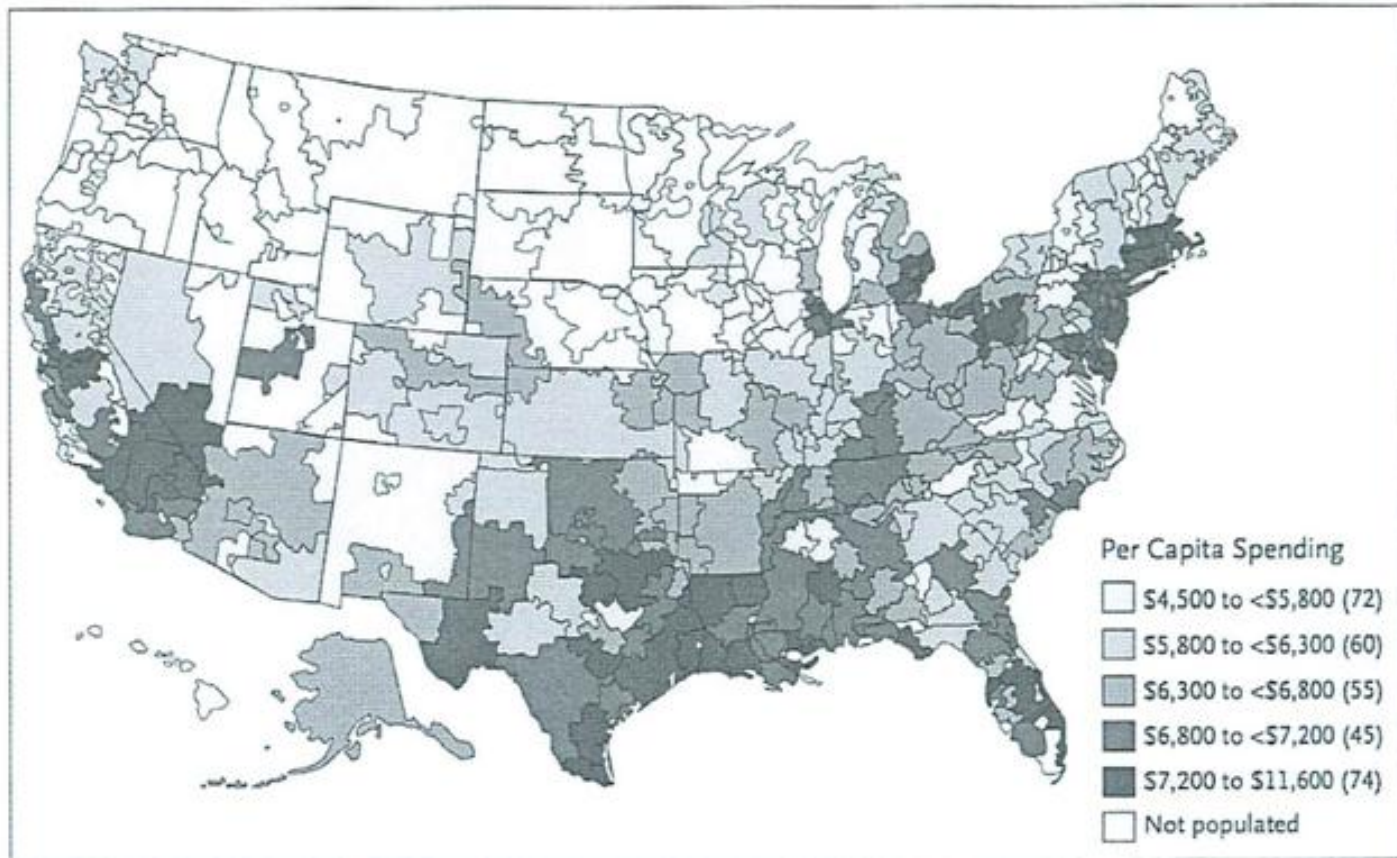 Per Capita Spending
$4,500 to <$5,800 (72)
$5,800 to <$6,300 (60)
$6,300 to <$6,800 (55)
$6,800 to <$7,200 (45)
$7,200 to $11,600 (74)
Not populated